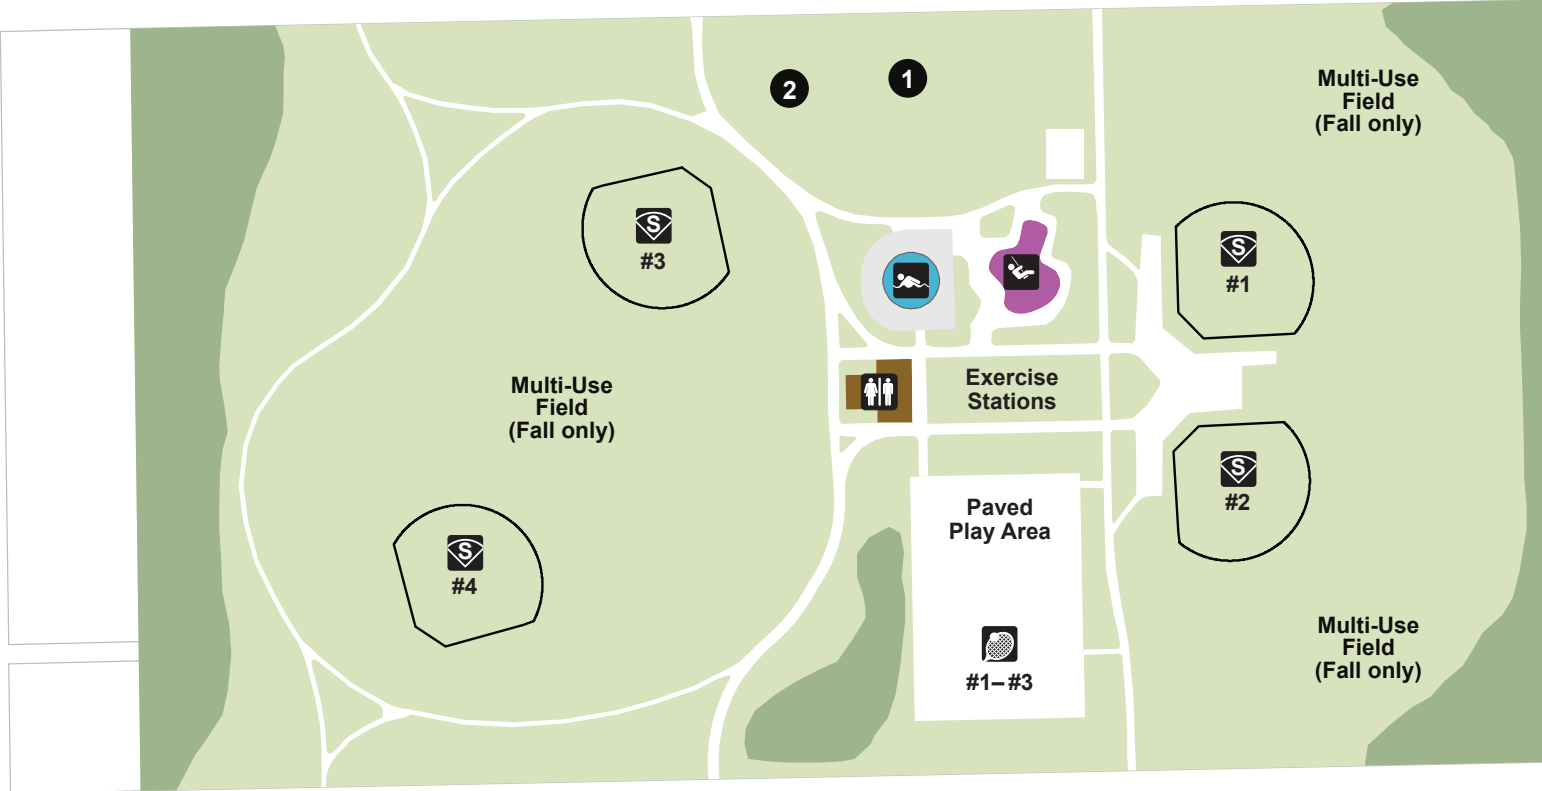 2
1
Multi-Use
Field
(Fall only)
S
#3
S
#1
Multi-Use
Field
(Fall only)
Exercise
Stations
S
#2
Paved
Play Area
S
#4
#1–#3
Multi-Use
Field
(Fall only)